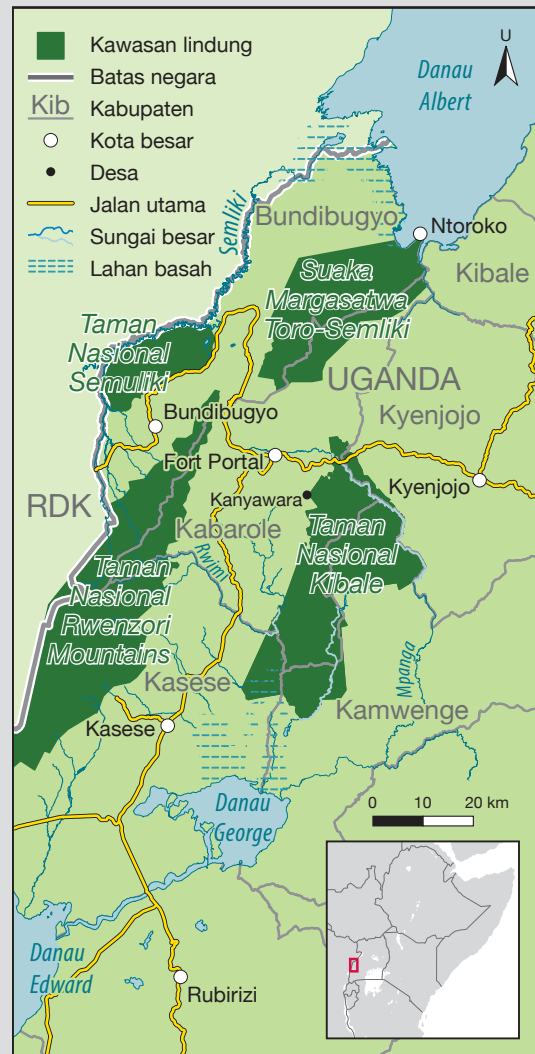 Kawasan lindung
Batas negara
Kib Kabupaten
Kota besar
Desa
Jalan utama
Sungai besar
Lahan basah
U
Danau
Albert
Semliki
Bundibugyo
Ntoroko
Kibale
Suaka
Margasatwa
Toro-Semliki
Taman
Nasional
Semuliki
UGANDA
Bundibugyo
Kyenjojo
Fort Portal
Kyenjojo
RDK
Kanyawara
Kabarole
Taman
Nasional
Kibale
Rwimi
Taman
Nasional
Rwenzori
Mountains
Mpanga
Kasese
Kamwenge
Kasese
Danau
George
0 10 20 km
Danau
Edward
Rubirizi